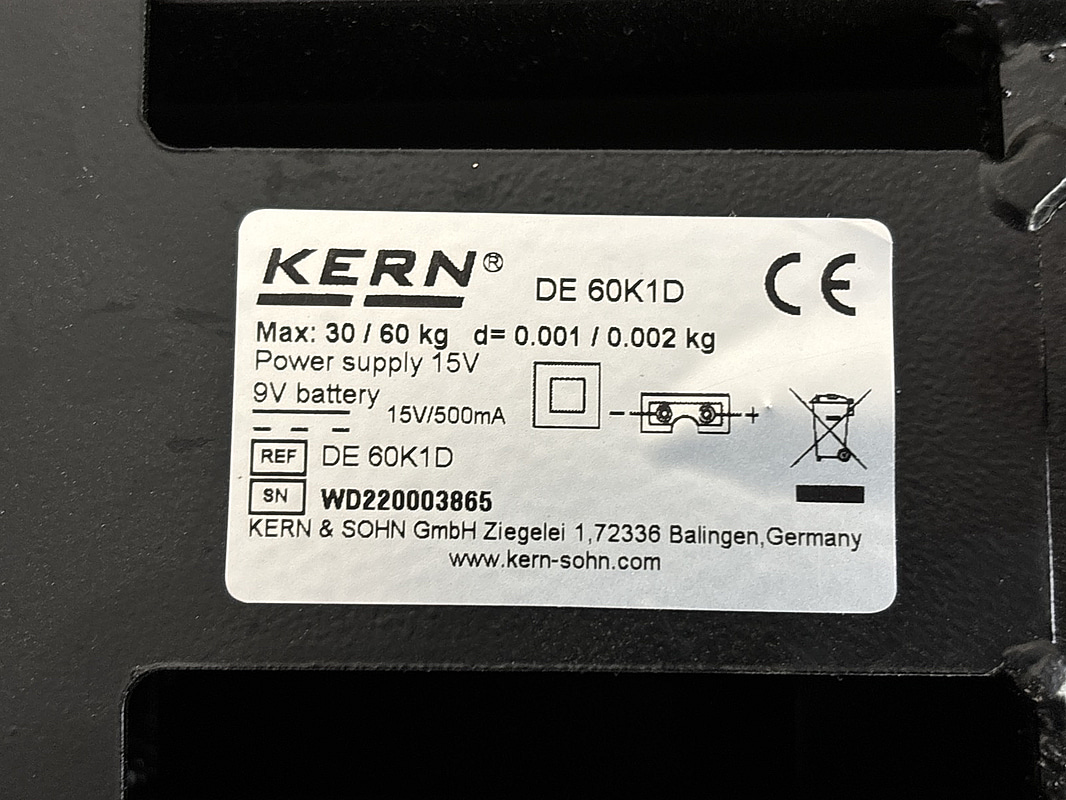 KERN® DE 60K1D CE
Max: 30 / 60 kg d= 0.001 / 0.002 kg
Power supply 15V
9V battery
15V/500mA
- +
REF DE 60K1D
SN WD220003865
KERN & SOHN GmbH Ziegelei 1,72336 Balingen,Germany
www.kern-sohn.com